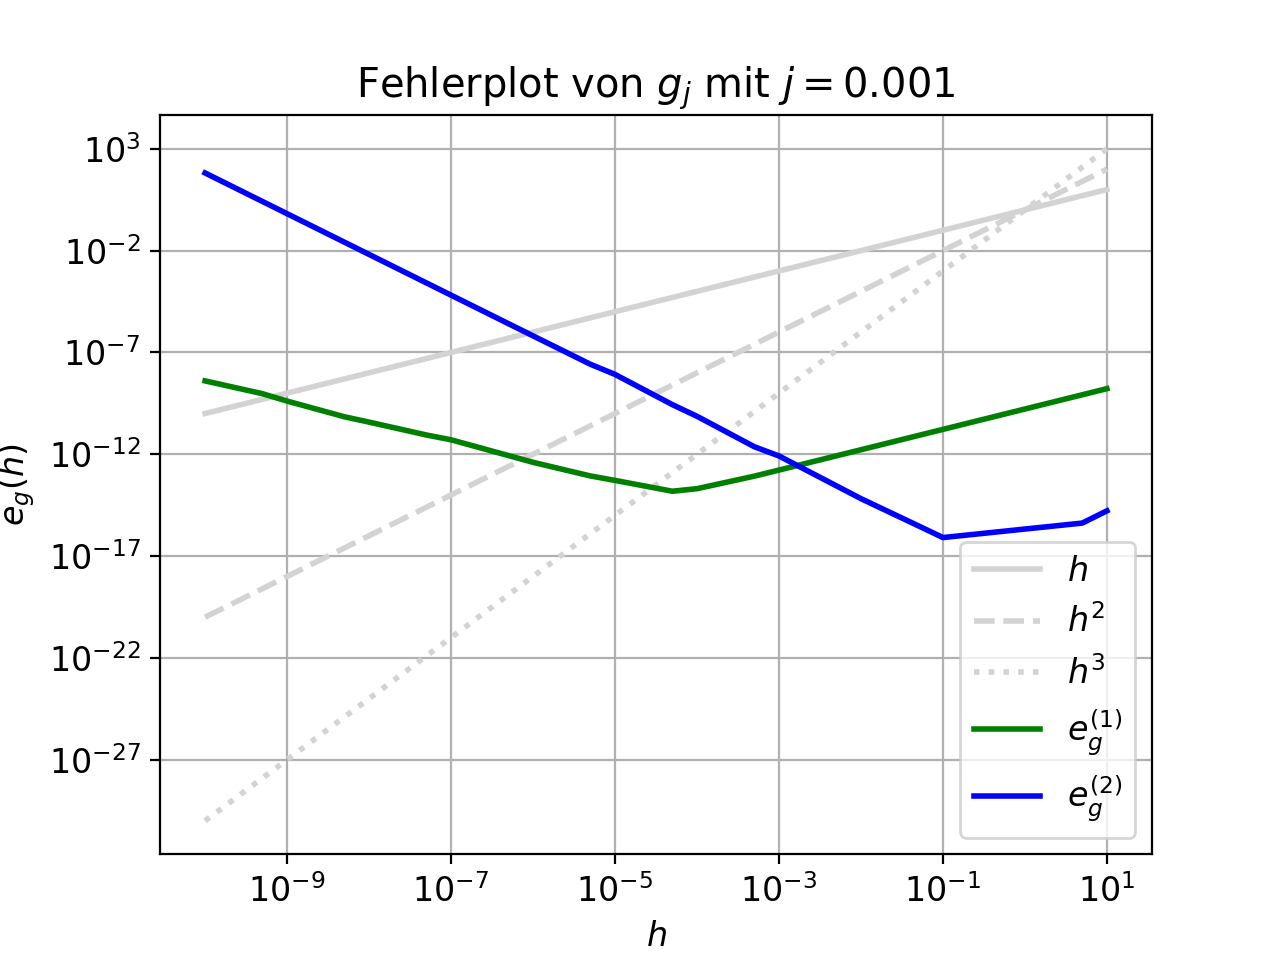 Fehlerplot von $g_j$ mit $j = 0.001$
$10^{3}$
$10^{-2}$
$10^{-7}$
$10^{-12}$
$10^{-17}$
$10^{-22}$
$10^{-27}$
$e_g(h)$
$h$
$h^2$
$h^3$
$e_g^{(1)}$
$e_g^{(2)}$
$10^{-9}$ $10^{-7}$ $10^{-5}$ $10^{-3}$ $10^{-1}$ $10^{1}$
$h$